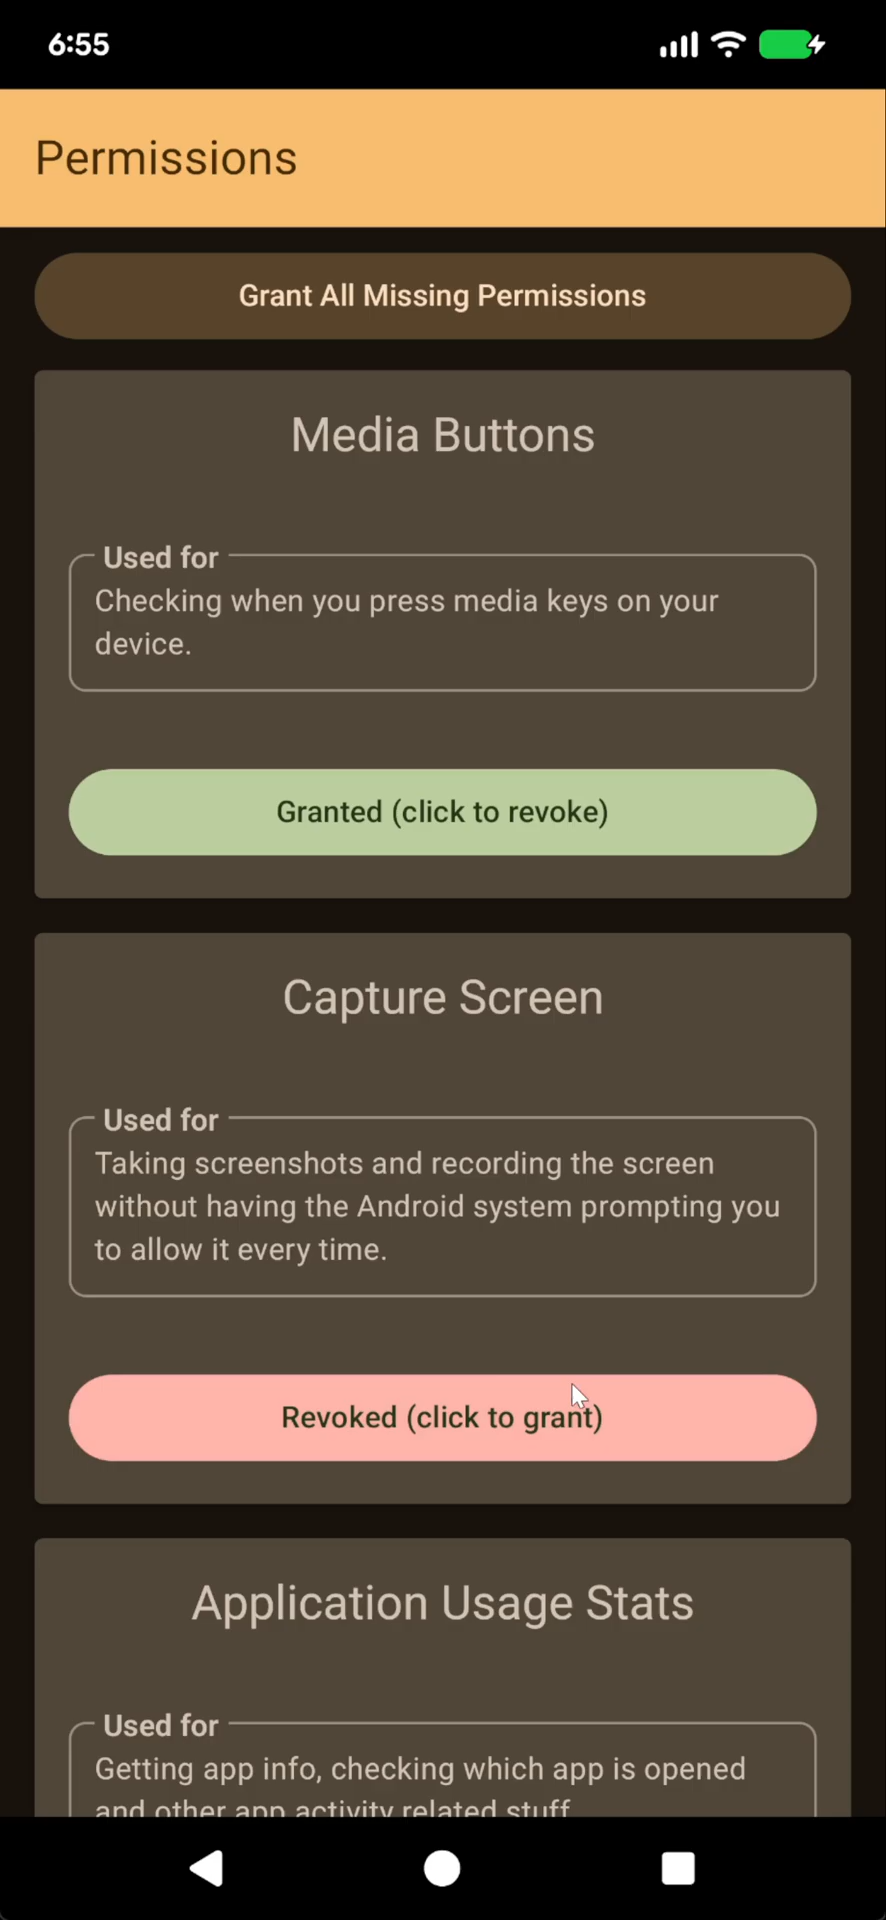 6:55
Permissions
Grant All Missing Permissions
Media Buttons
Used for
Checking when you press media keys on your
device.
Granted (click to revoke)
Capture Screen
Used for
Taking screenshots and recording the screen
without having the Android system prompting you
to allow it every time.
Revoked (click to grant)
Application Usage Stats
Used for
Getting app info, checking which app is opened
and other app activity related stuff